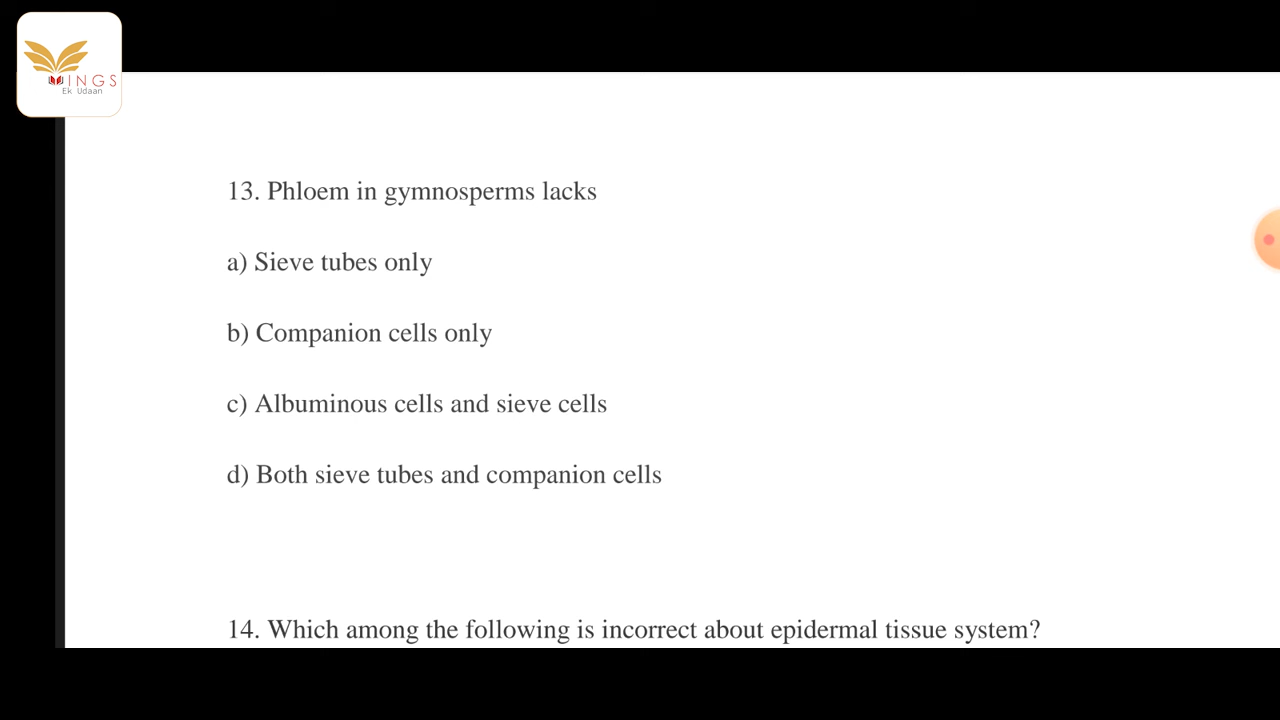 WINGS
Ek Udaan
13. Phloem in gymnosperms lacks
a) Sieve tubes only
b) Companion cells only
c) Albuminous cells and sieve cells
d) Both sieve tubes and companion cells
14. Which among the following is incorrect about epidermal tissue system?